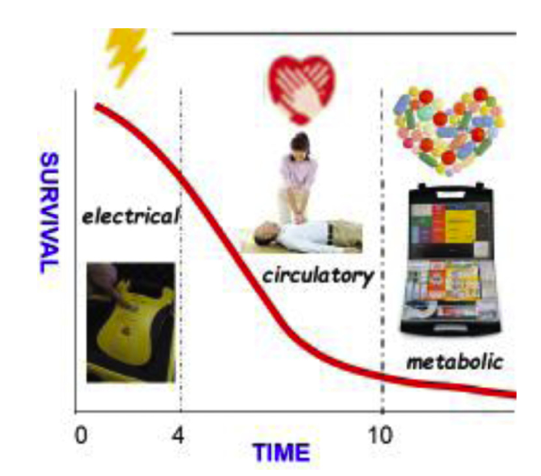 SURVIVAL
electrical
circulatory
metabolic
0
4
10
TIME